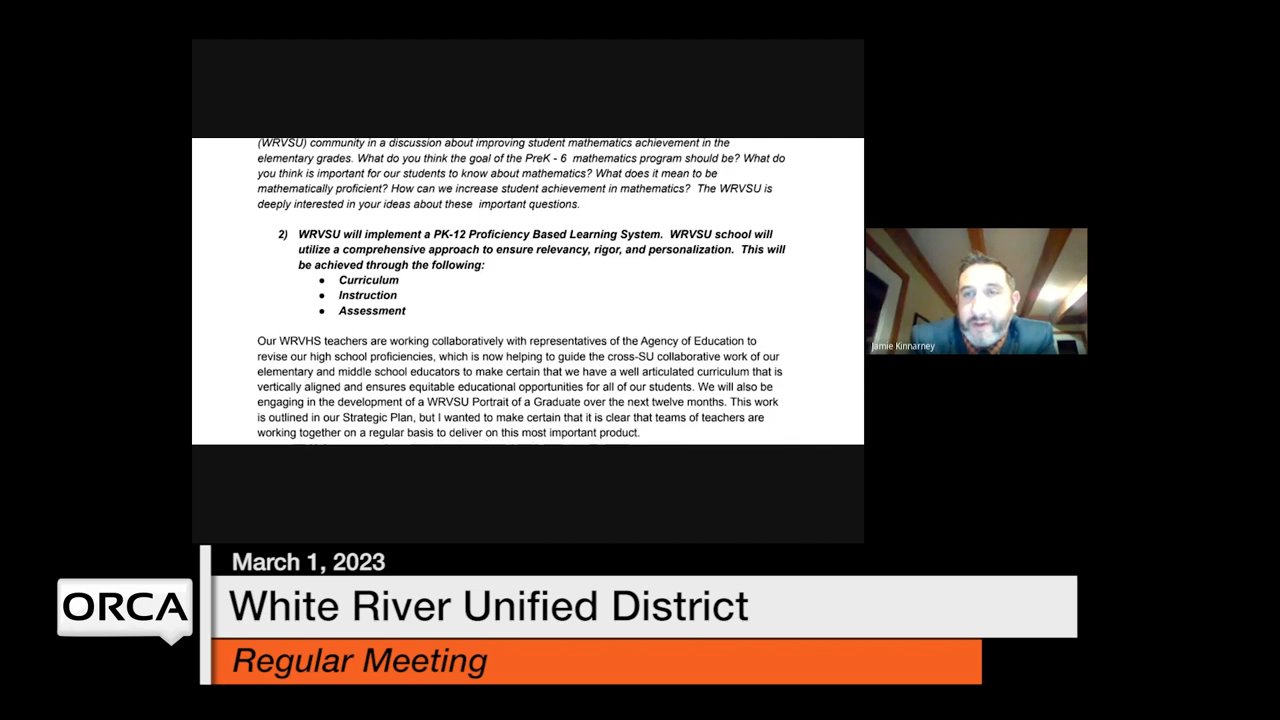 (WRVSU) community in a discussion about improving student mathematics achievement in the
elementary grades. What do you think the goal of the PreK - 6 mathematics program should be? What do
you think is important for our students to know about mathematics? What does it mean to be
mathematically proficient? How can we increase student achievement in mathematics? The WRVSU is
deeply interested in your ideas about these important questions.
2) WRVSU will implement a PK-12 Proficiency Based Learning System. WRVSU school will
utilize a comprehensive approach to ensure relevancy, rigor, and personalization. This will
be achieved through the following:
● Curriculum
● Instruction
● Assessment
Our WRVHS teachers are working collaboratively with representatives of the Agency of Education to
revise our high school proficiencies, which is now helping to guide the cross-SU collaborative work of our
elementary and middle school educators to make certain that we have a well articulated curriculum that is
vertically aligned and ensures equitable educational opportunities for all of our students. We will also be
engaging in the development of a WRVSU Portrait of a Graduate over the next twelve months. This work
is outlined in our Strategic Plan, but I wanted to make certain that it is clear that teams of teachers are
working together on a regular basis to deliver on this most important product.
Jamie Kinnarney
March 1, 2023
ORCA
White River Unified District
Regular Meeting